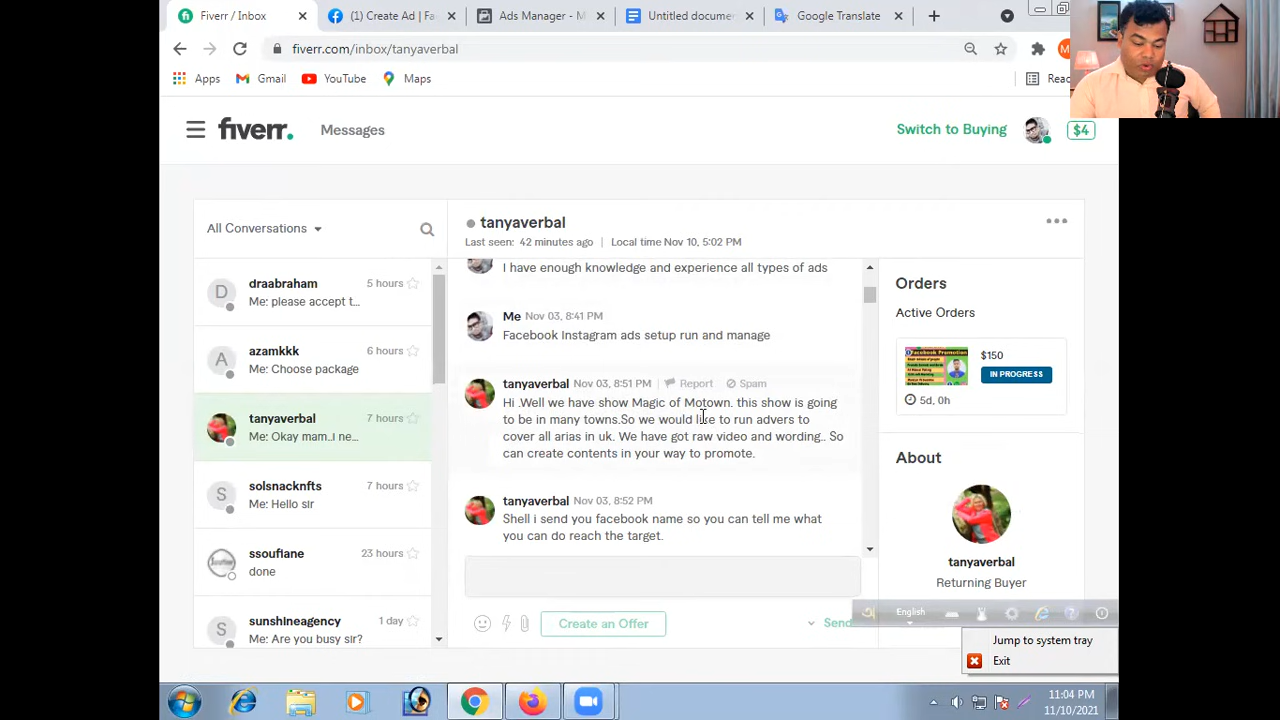 Fiverr / Inbox
(1) Create Ad | Fa
Ads Manager - M
Untitled documen
Google Translate
fiverr.com/inbox/tanyaverbal
Apps
Gmail
YouTube
Maps
Rea
fiverr.
Messages
Switch to Buying
$4
All Conversations
tanyaverbal
Last seen: 42 minutes ago | Local time Nov 10, 5:02 PM
D
draabraham
5 hours
Me: please accept t...
A
azamkkk
6 hours
Me: Choose package
tanyaverbal
7 hours
Me: Okay mam..i ne...
S
solsnacknfts
7 hours
Me: Hello sir
ssouflane
23 hours
done
S
sunshineagency
1 day
Me: Are you busy sir?
I have enough knowledge and experience all types of ads
Me Nov 03, 8:41 PM
Facebook Instagram ads setup run and manage
tanyaverbal Nov 03, 8:51 PM Report Spam
Hi .Well we have show Magic of Motown. this show is going
to be in many towns.So we would like to run advers to
cover all arias in uk. We have got raw video and wording.. So
can create contents in your way to promote.
tanyaverbal Nov 03, 8:52 PM
Shell i send you facebook name so you can tell me what
you can do reach the target.
Create an Offer
Send
Orders
Active Orders
Facebook Promotion
$150
IN PROGRESS
5d, 0h
About
tanyaverbal
Returning Buyer
English
Jump to system tray
Exit
11:04 PM
11/10/2021